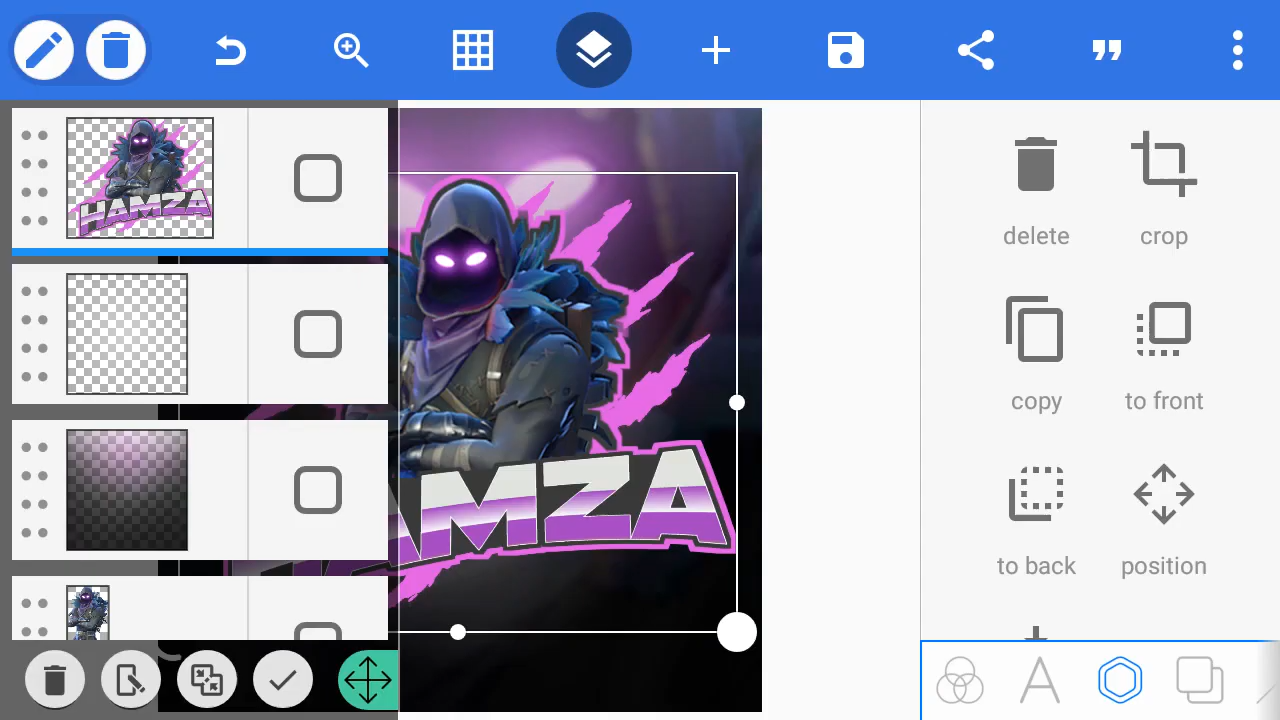 HAMZA
AMZA
delete
crop
copy
to front
to back
position